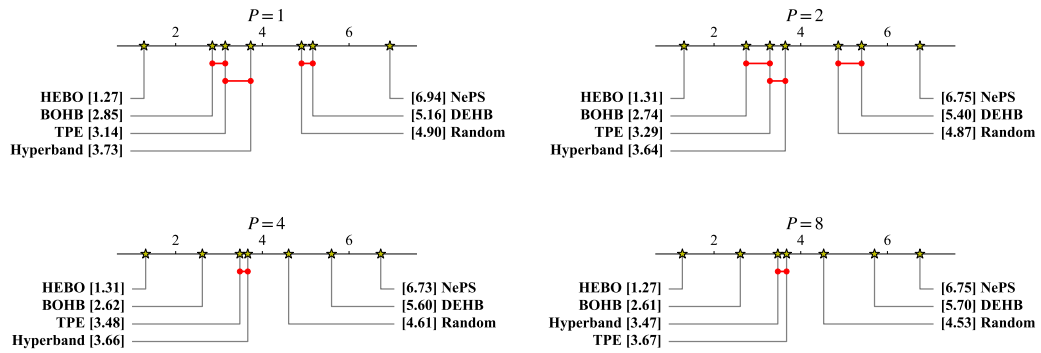 P = 1
2 4 6
HEBO [1.27]
BOHB [2.85]
TPE [3.14]
Hyperband [3.73]
[6.94] NePS
[5.16] DEHB
[4.90] Random
P = 2
2 4 6
HEBO [1.31]
BOHB [2.74]
TPE [3.29]
Hyperband [3.64]
[6.75] NePS
[5.40] DEHB
[4.87] Random
P = 4
2 4 6
HEBO [1.31]
BOHB [2.62]
TPE [3.48]
Hyperband [3.66]
[6.73] NePS
[5.60] DEHB
[4.61] Random
P = 8
2 4 6
HEBO [1.27]
BOHB [2.61]
Hyperband [3.47]
TPE [3.67]
[6.75] NePS
[5.70] DEHB
[4.53] Random